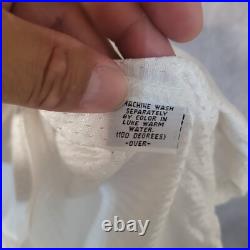 MACHINE WASH
SEPARATELY
BY COLOR IN
LUKE WARM
WATER.
(100 DEGREES)
-OVER-